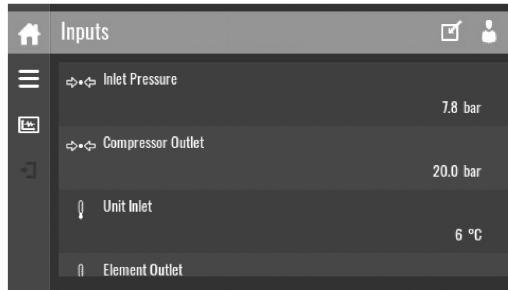 Inputs
Inlet Pressure
7.8 bar
Compressor Outlet
20.0 bar
Unit Inlet
6 °C
Element Outlet